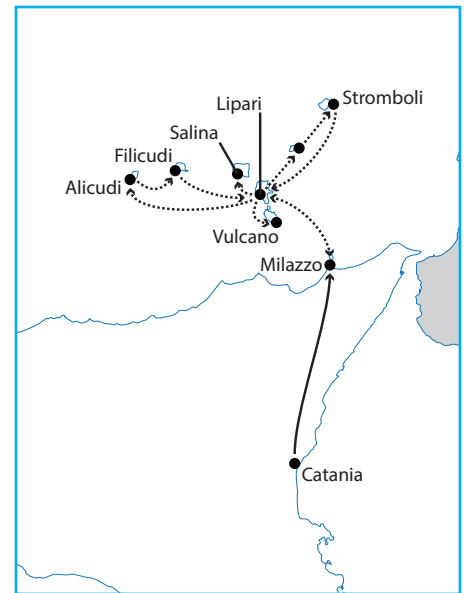 Stromboli
Lipari
Salina
Filicudi
Alicudi
Vulcano
Milazzo
Catania